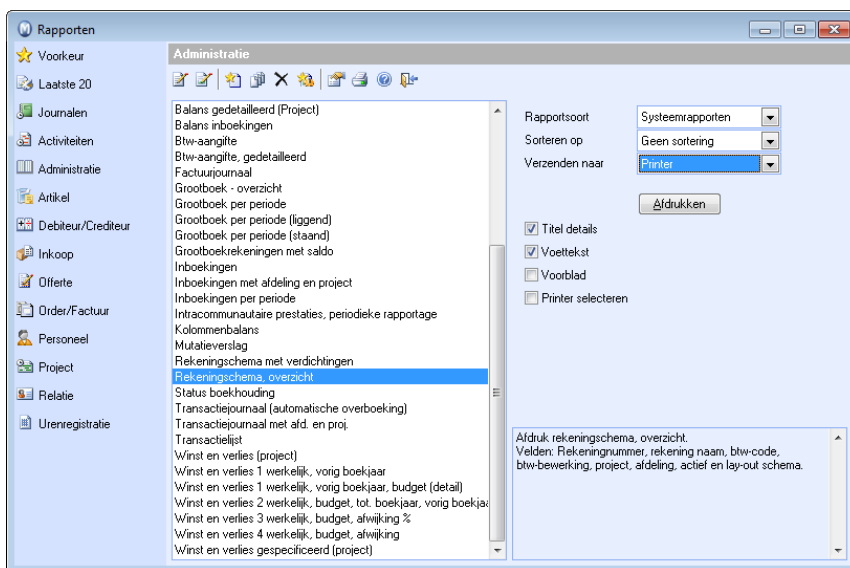 Rapporten
Voorkeur
Laatste 20
Journalen
Activiteiten
Administratie
Artikel
Debiteur/Crediteur
Inkoop
Offerte
Order/Factuur
Personeel
Project
Relatie
Urenregistratie
Administratie
Balans gedetailleerd (Project)
Balans inboekingen
Btw-aangifte
Btw-aangifte, gedetailleerd
Factuurjournaal
Grootboek - overzicht
Grootboek per periode
Grootboek per periode (liggend)
Grootboek per periode (staand)
Grootboekrekeningen met saldo
Inboekingen
Inboekingen met afdeling en project
Inboekingen per periode
Intracommunautaire prestaties, periodieke rapportage
Kolommenbalans
Mutatieverslag
Rekeningschema met verdichtingen
Rekeningschema, overzicht
Status boekhouding
Transactiejournaal (automatische overboeking)
Transactiejournaal met afd. en proj.
Transactielijst
Winst en verlies (project)
Winst en verlies 1 werkelijk, vorig boekjaar
Winst en verlies 1 werkelijk, vorig boekjaar, budget (detail)
Winst en verlies 2 werkelijk, budget, tot. boekjaar, vorig boekjaa
Winst en verlies 3 werkelijk, budget, afwijking %
Winst en verlies 4 werkelijk, budget, afwijking
Winst en verlies gespecificeerd (project)
Rapportsoort Systeemrapporten
Sorteren op Geen sortering
Verzenden naar Printer
Afdrukken
Titel details
Voettekst
Voorblad
Printer selecteren
Afdruk rekeningschema, overzicht.
Velden: Rekeningnummer, rekening naam, btw-code,
btw-bewerking, project, afdeling, actief en lay-out schema.